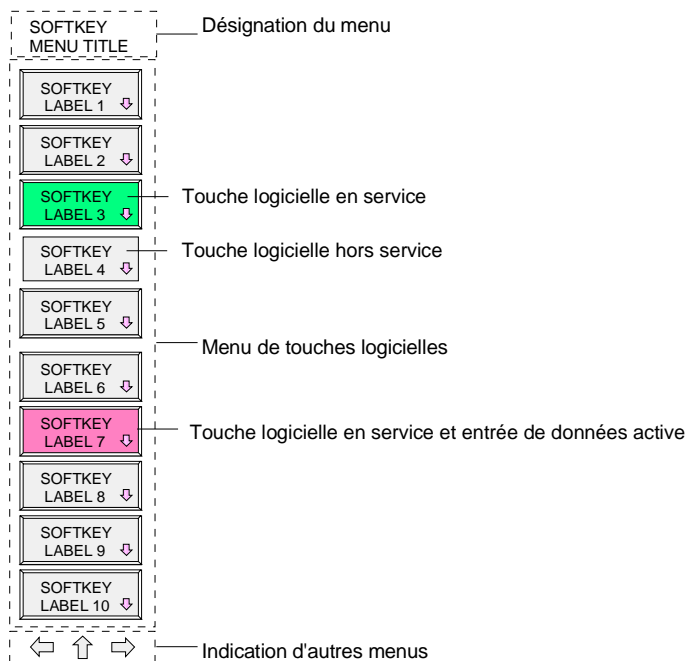 SOFTKEY
MENU TITLE
Désignation du menu
SOFTKEY
LABEL 1
SOFTKEY
LABEL 2
SOFTKEY
LABEL 3
Touche logicielle en service
SOFTKEY
LABEL 4
Touche logicielle hors service
SOFTKEY
LABEL 5
Menu de touches logicielles
SOFTKEY
LABEL 6
SOFTKEY
LABEL 7
Touche logicielle en service et entrée de données active
SOFTKEY
LABEL 8
SOFTKEY
LABEL 9
SOFTKEY
LABEL 10
Indication d'autres menus